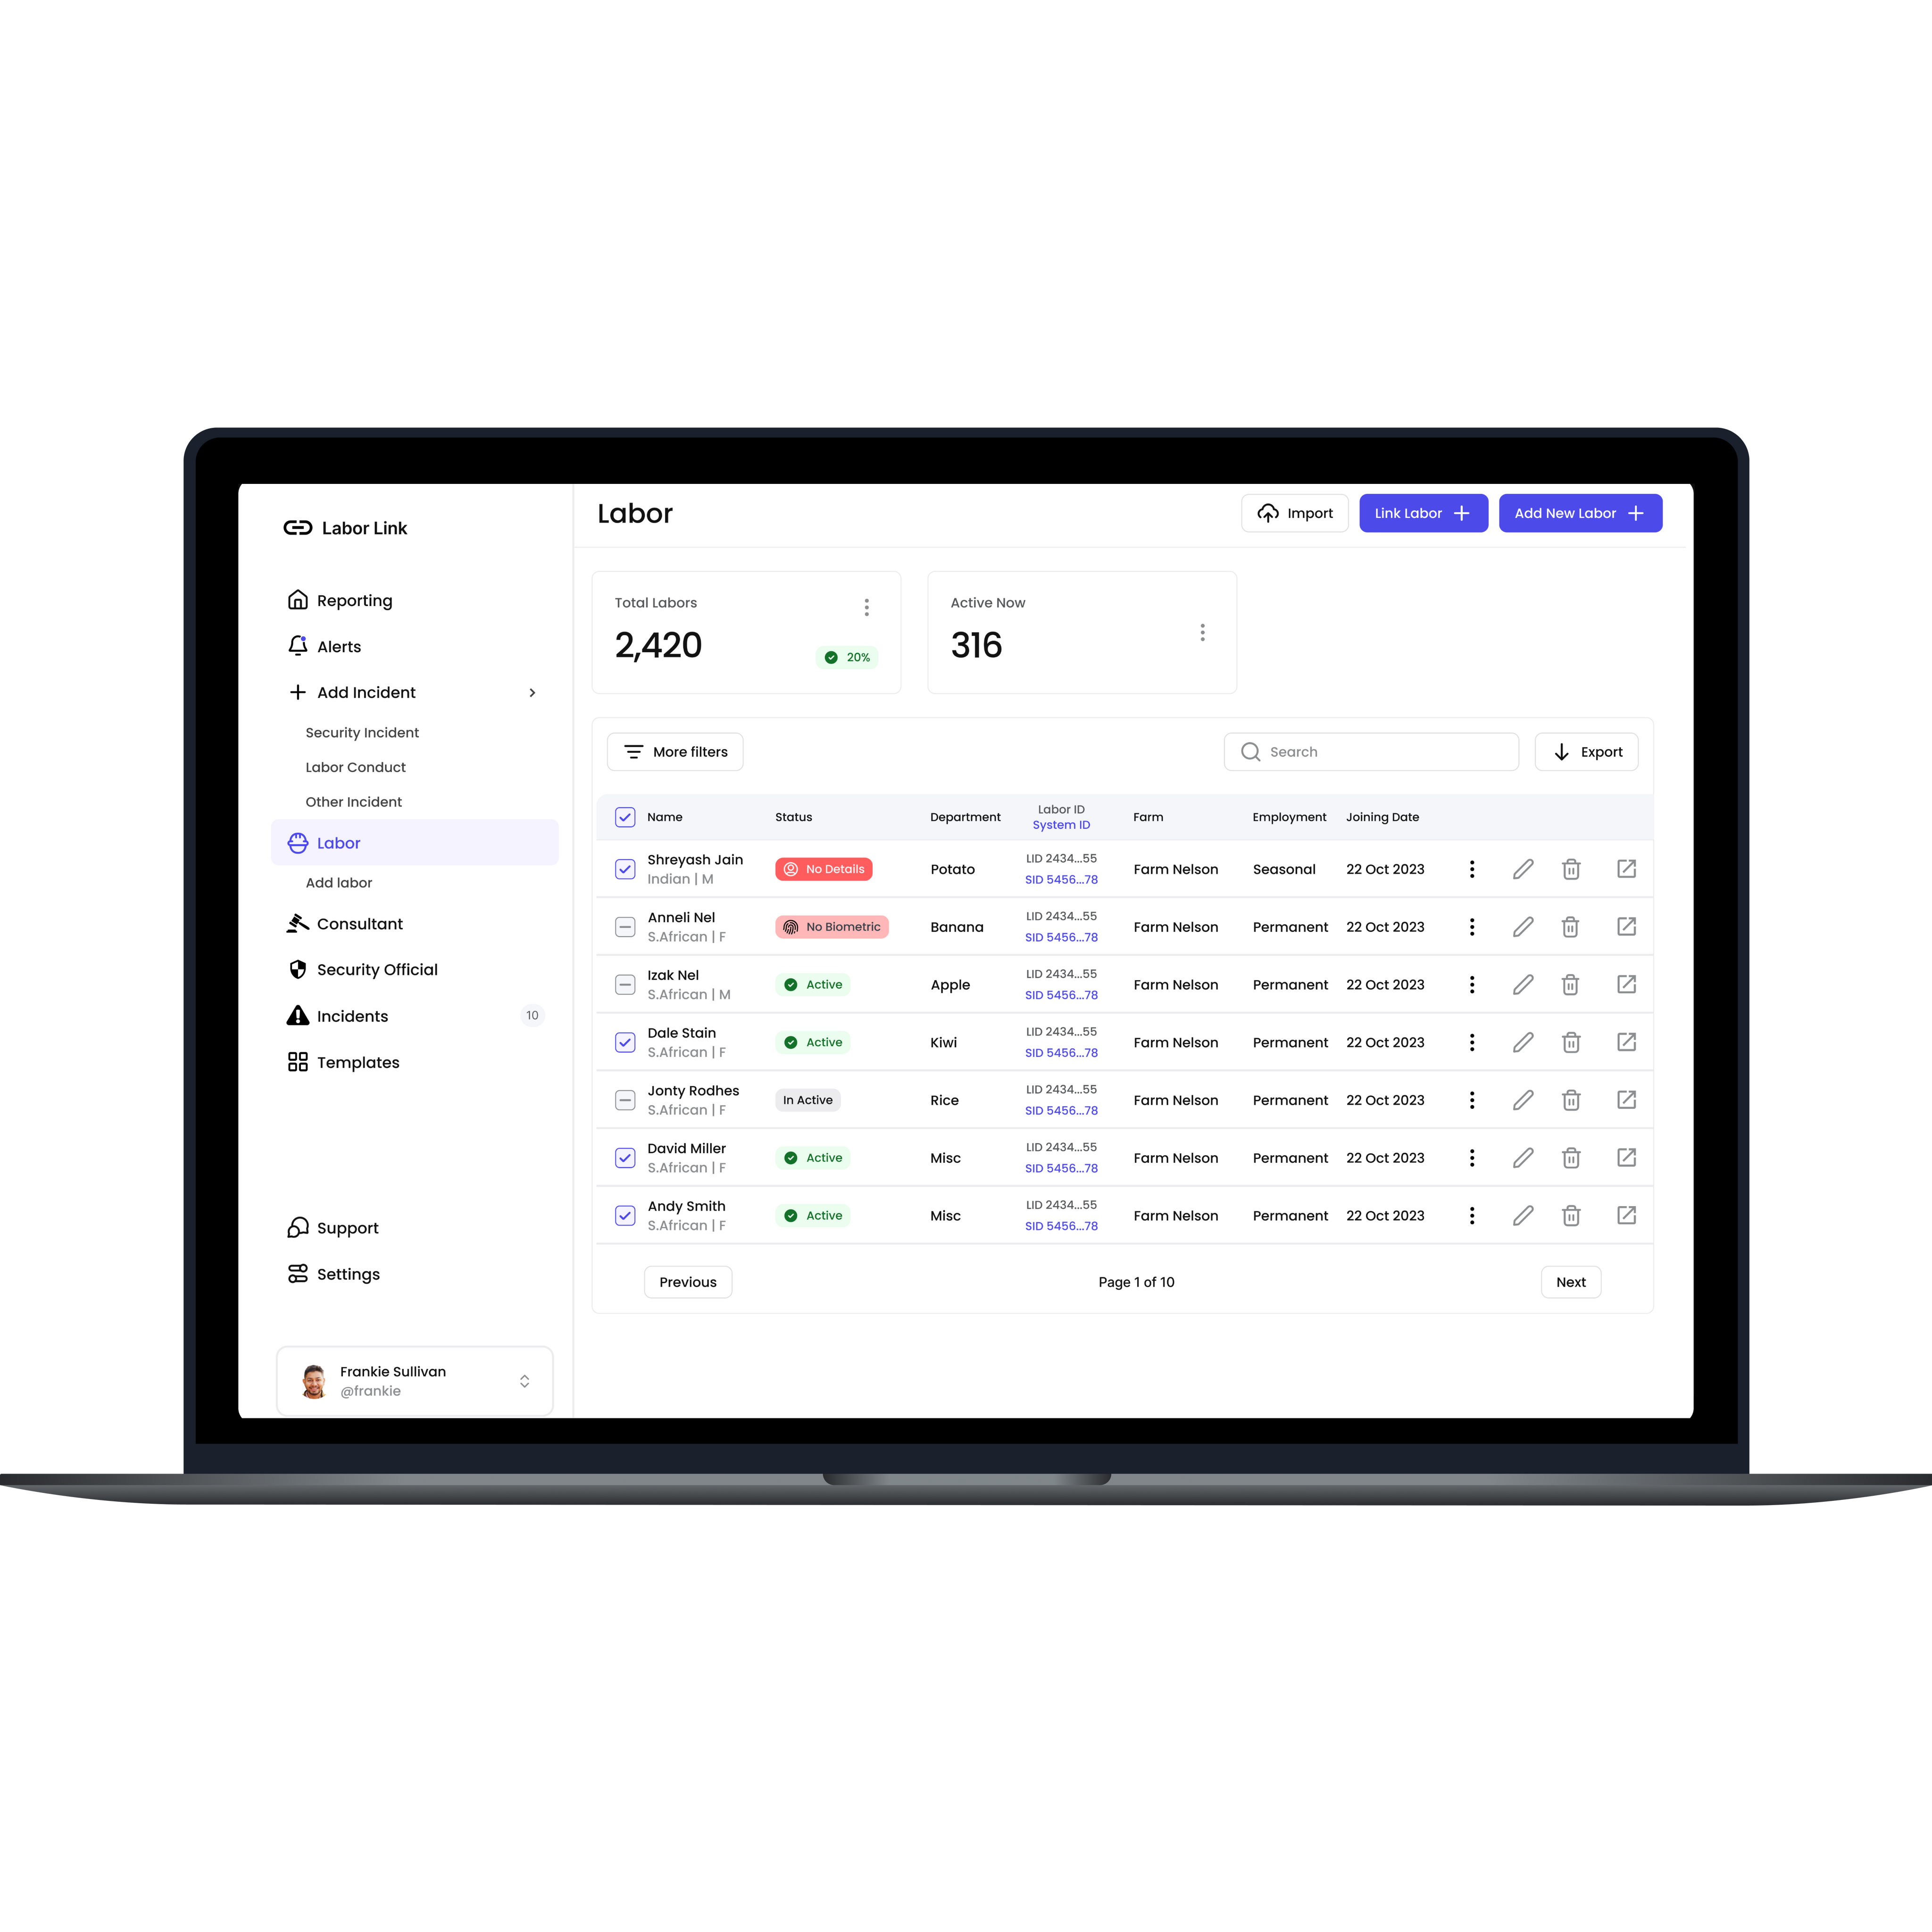 Labor Link
Reporting
Alerts
Add Incident
Security Incident
Labor Conduct
Other Incident
Labor
Add labor
Consultant
Security Official
Incidents 10
Templates
Support
Settings
Frankie Sullivan
@frankie
Labor
Import
Link Labor
Add New Labor
Total Labors
2,420
20%
Active Now
316
More filters
Search
Export
Name Status Department Labor ID System ID Farm Employment Joining Date
Shreyash Jain
Indian | M
No Details
Potato
LID 2434...55
SID 5456...78
Farm Nelson
Seasonal
22 Oct 2023
Anneli Nel
S.African | F
No Biometric
Banana
LID 2434...55
SID 5456...78
Farm Nelson
Permanent
22 Oct 2023
Izak Nel
S.African | M
Active
Apple
LID 2434...55
SID 5456...78
Farm Nelson
Permanent
22 Oct 2023
Dale Stain
S.African | F
Active
Kiwi
LID 2434...55
SID 5456...78
Farm Nelson
Permanent
22 Oct 2023
Jonty Rodhes
S.African | F
In Active
Rice
LID 2434...55
SID 5456...78
Farm Nelson
Permanent
22 Oct 2023
David Miller
S.African | F
Active
Misc
LID 2434...55
SID 5456...78
Farm Nelson
Permanent
22 Oct 2023
Andy Smith
S.African | F
Active
Misc
LID 2434...55
SID 5456...78
Farm Nelson
Permanent
22 Oct 2023
Previous
Page 1 of 10
Next